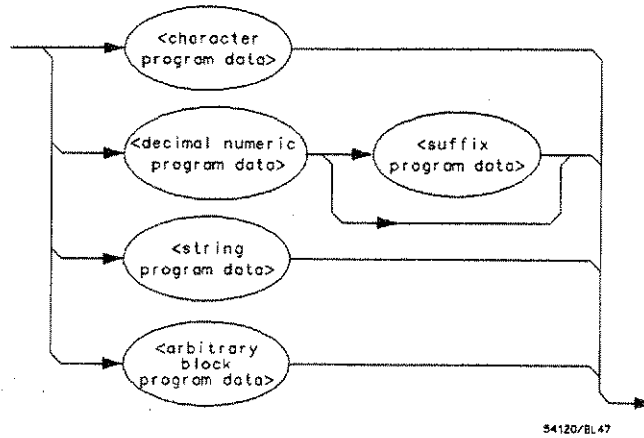 <character
program data>
<decimal numeric
program data>
<suffix
program data>
<string
program data>
<arbitrary
block
program data>
54120/BL47